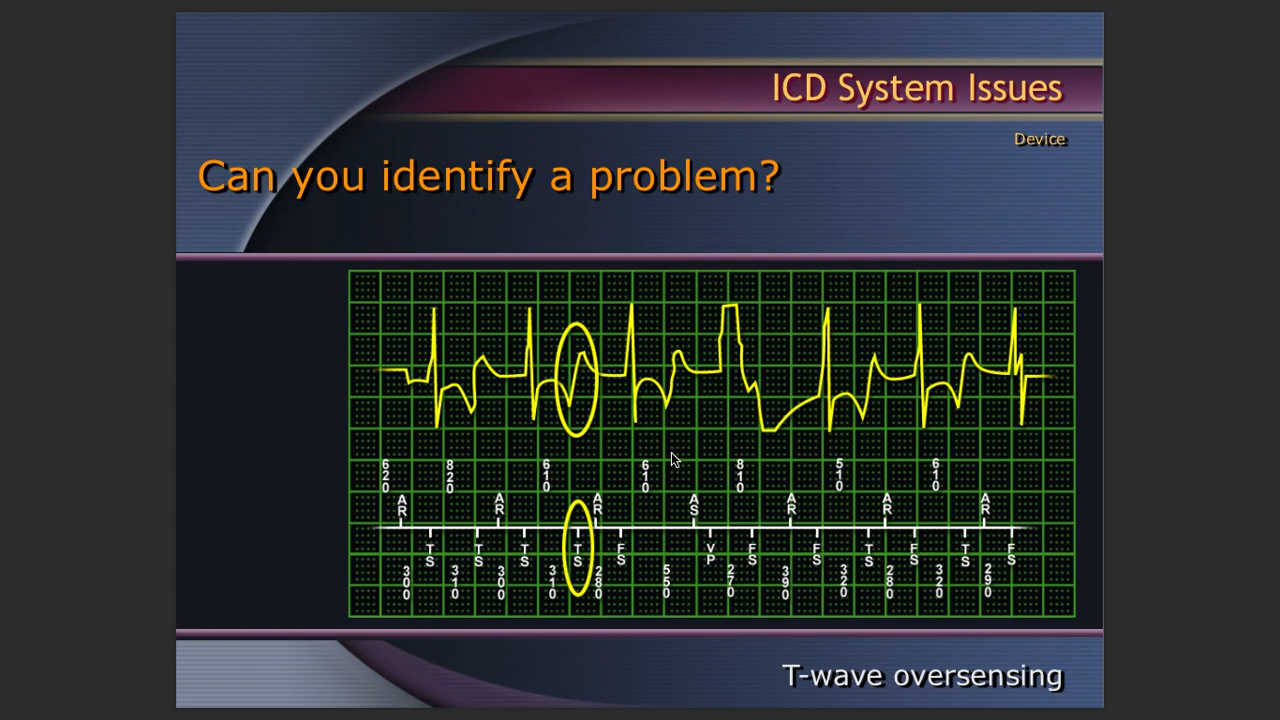 ICD System Issues
Device
Can you identify a problem?
620 820 610 610 810 510 610
AR AR AR AS AR AR AR
TS TS TS TS FS VP FS FS TS FS TS FS
300 310 300 310 280 550 270 390 320 280 320 290
T-wave oversensing